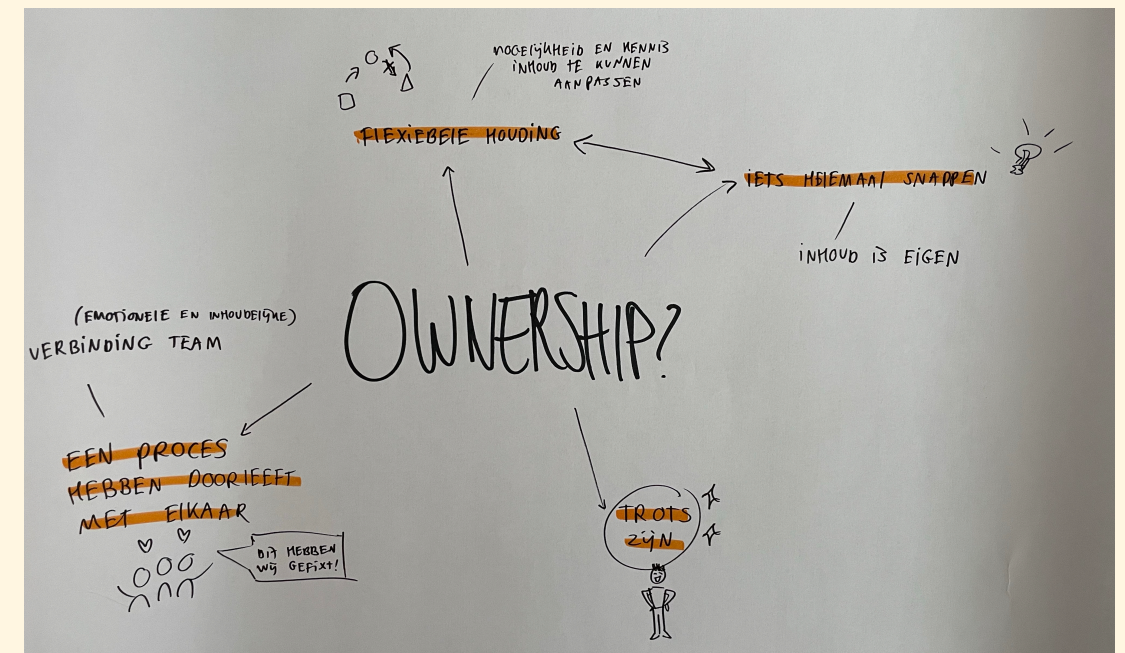 MOGELIJKHEID EN KENNIS
INHOUD TE KUNNEN
AANPASSEN
FLEXIEBELE HOUDING
IETS HELEMAAL SNAPPEN
INHOUD IS EIGEN
OWNERSHIP?
(EMOTIONELE EN INHOUDELIJKE)
VERBINDING TEAM
EEN PROCES
HEBBEN DOORLEEFT
MET ELKAAR
DIT HEBBEN
WIJ GEFIXT!
TROTS
ZIJN